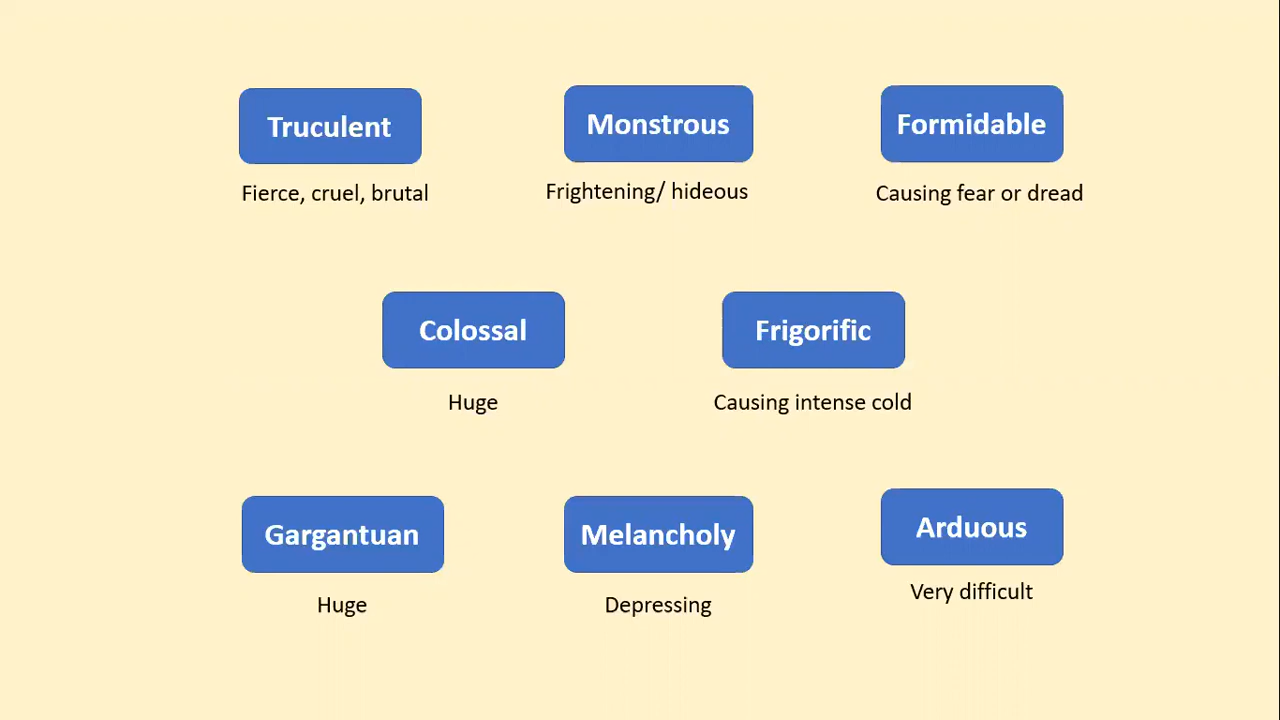 Truculent
Monstrous
Formidable
Fierce, cruel, brutal
Frightening/ hideous
Causing fear or dread
Colossal
Frigorific
Huge
Causing intense cold
Gargantuan
Melancholy
Arduous
Huge
Depressing
Very difficult